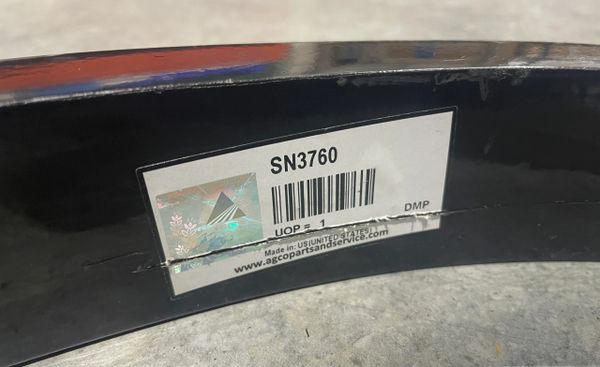 SN3760
UOP = 1
DMP
Made in: US(UNITED STATES)
www.agcopartsandservice.com